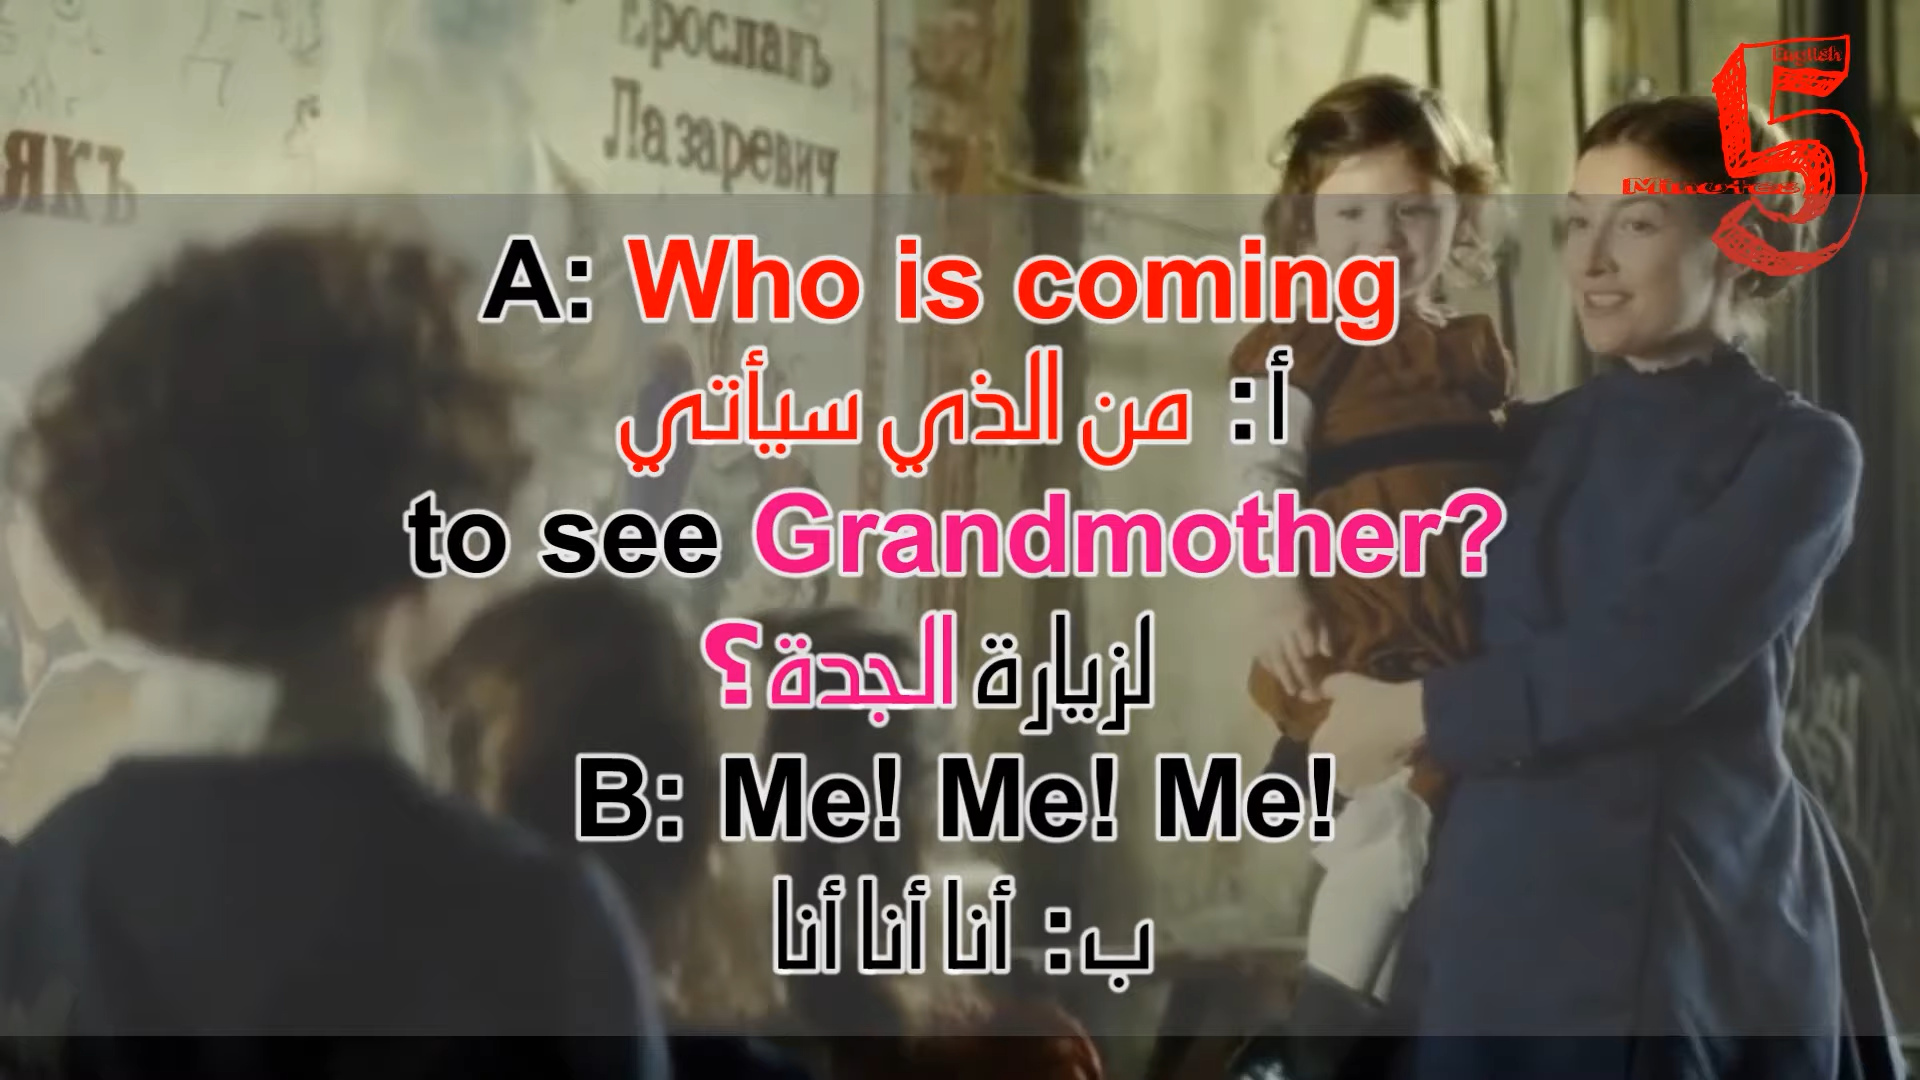 Ерославъ
Лазаревич
якъ
English
5
Minutes
A: Who is coming
أ: من الذي سيأتي
to see Grandmother?
لزيارة الجدة؟
B: Me! Me! Me!
ب: أنا أنا أنا